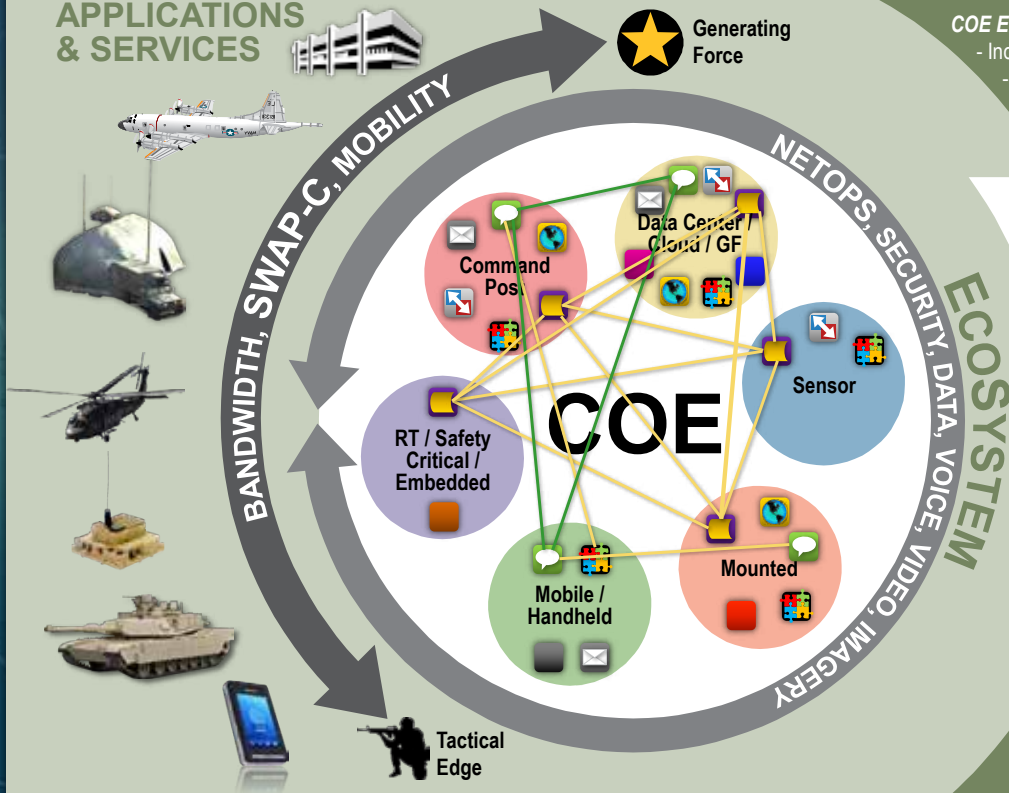 APPLICATIONS
& SERVICES
Generating
Force
COE E
- Inc
-
BANDWIDTH, SWAP-C, MOBILITY
NETOPS, SECURITY, DATA, VOICE, VIDEO, IMAGERY
ECOSYSTEM
Data Center /
Cloud / GF
Command
Post
Sensor
COE
RT / Safety
Critical /
Embedded
Mounted
Mobile /
Handheld
Tactical
Edge